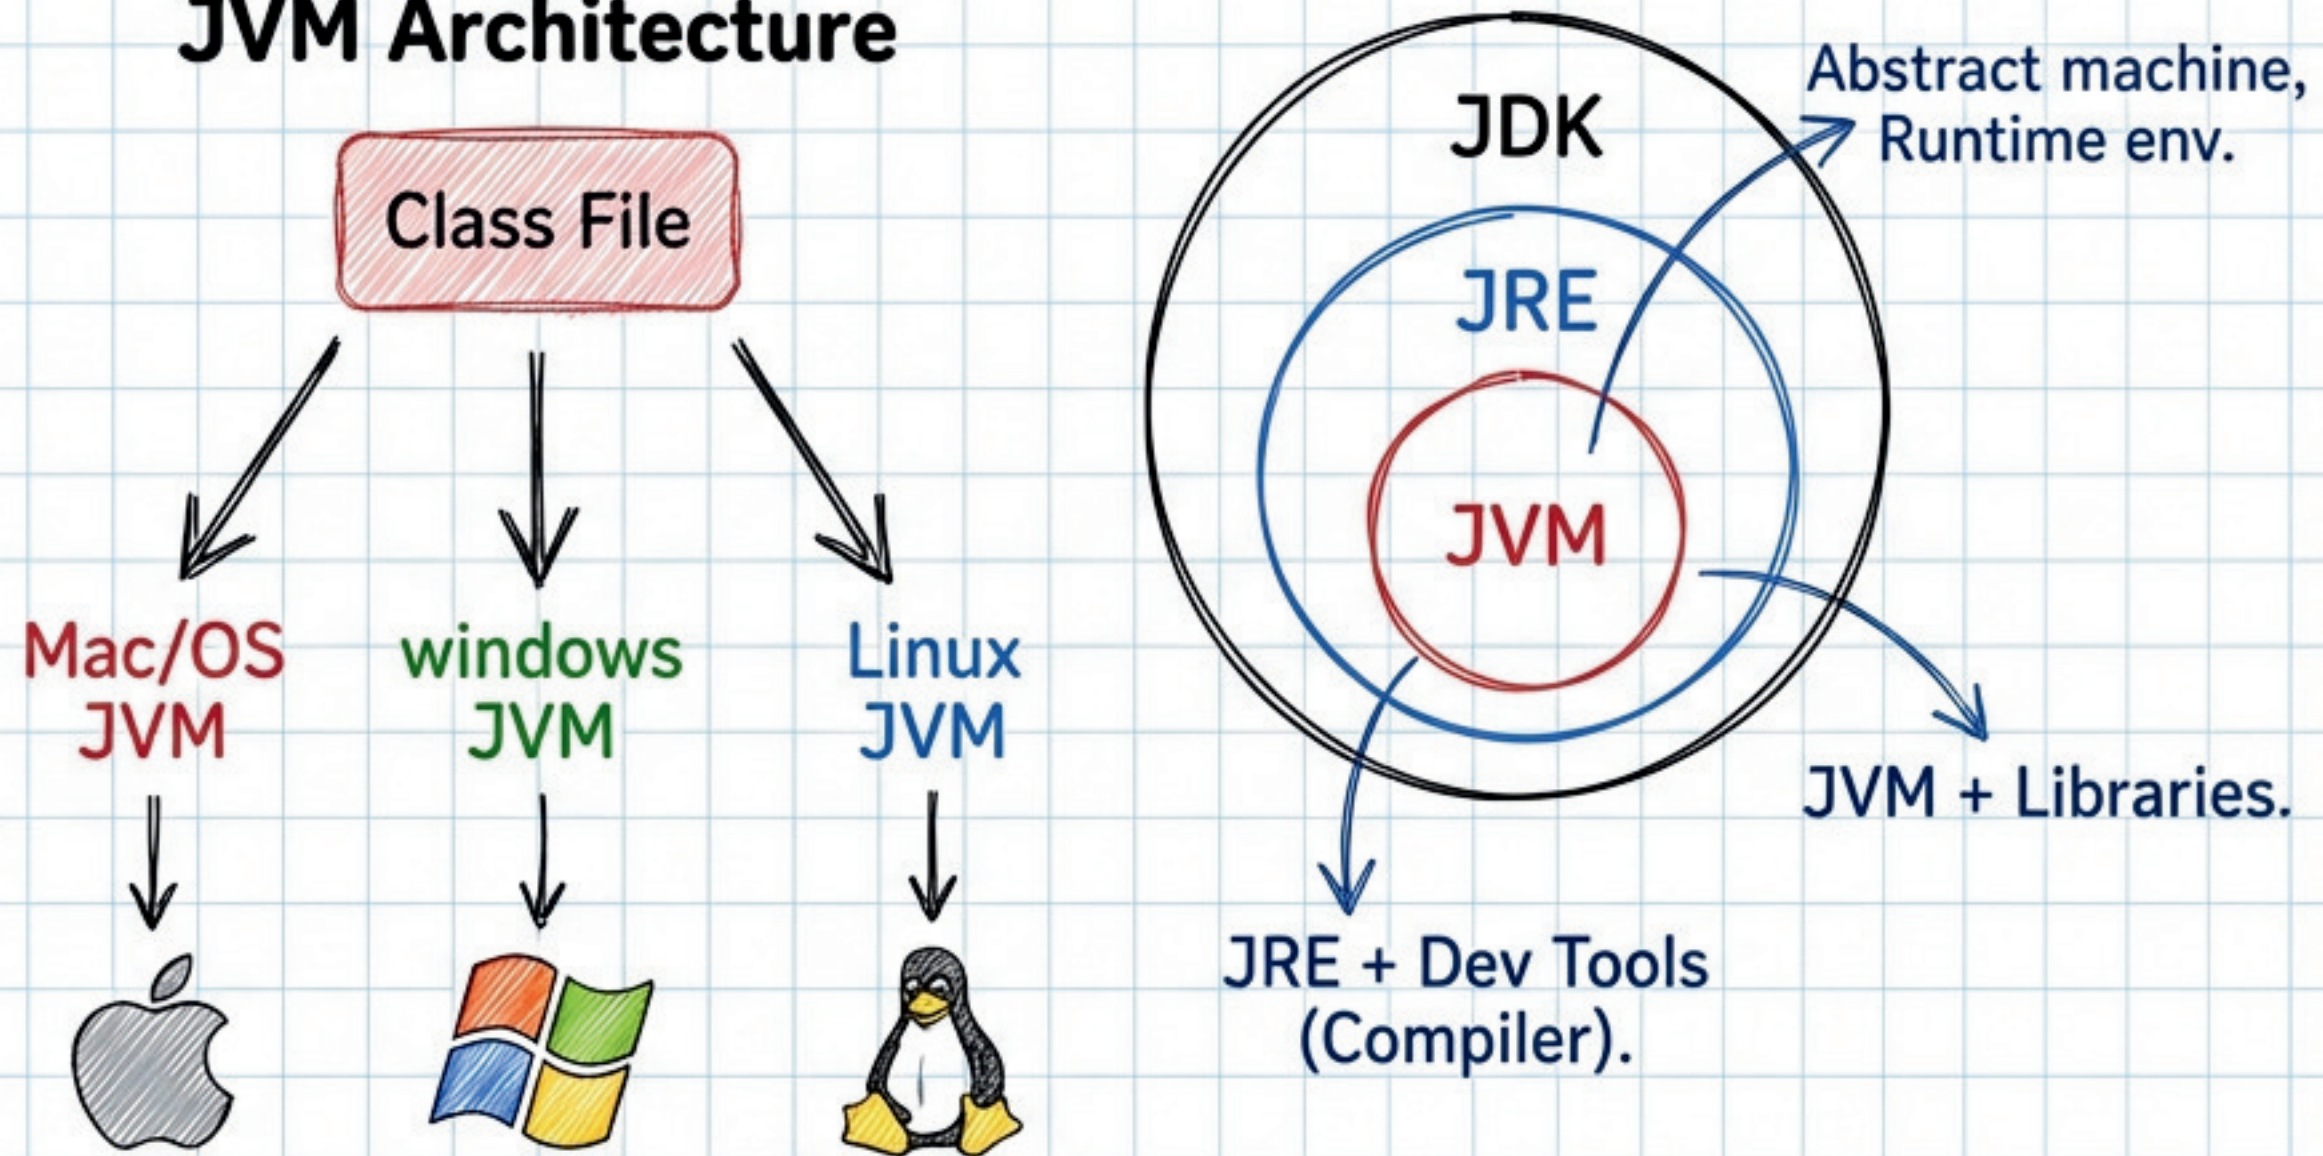 JVM Architecture
Class File
Mac/OS
JVM
windows
JVM
Linux
JVM
JDK
JRE
JVM
Abstract machine,
Runtime env.
JVM + Libraries.
JRE + Dev Tools
(Compiler).